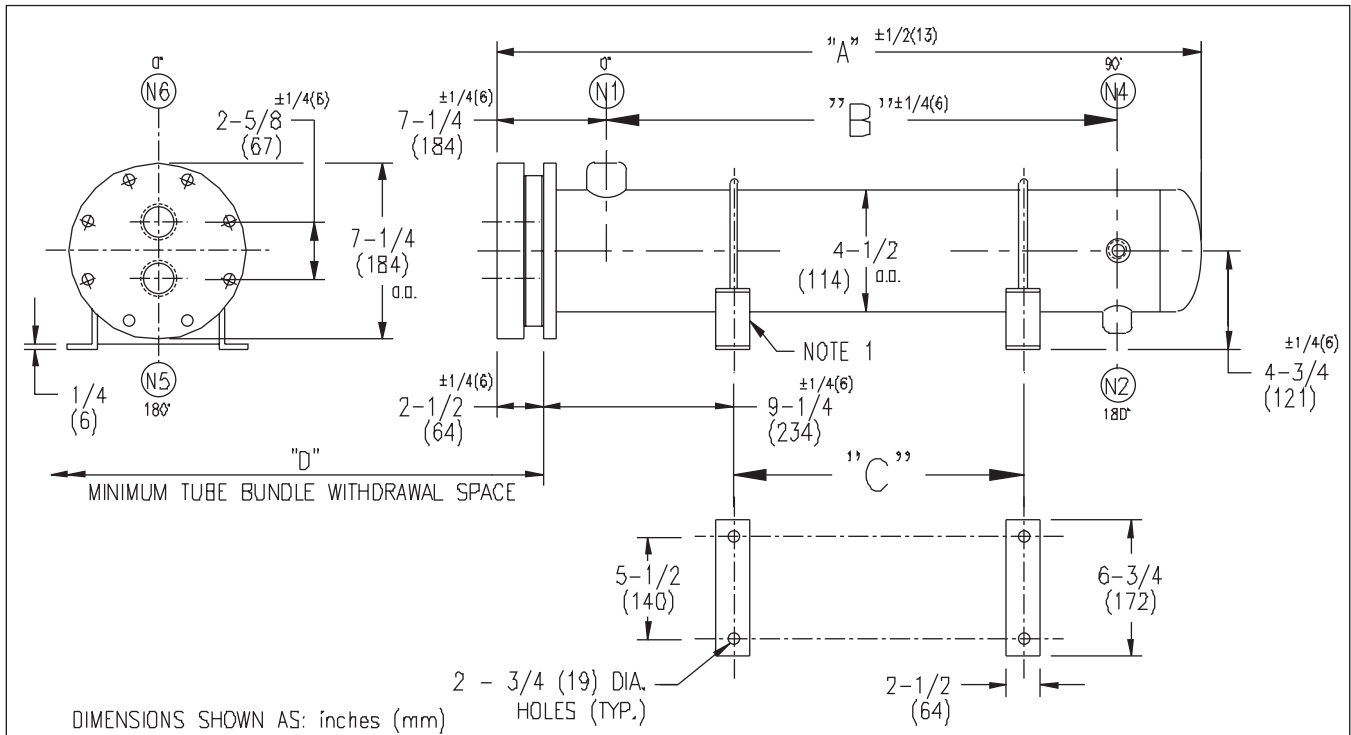 0°
N6
±1/4(6)
2-5/8
(67)
7-1/4
(184)
O.D.
1/4
(6)
N5
180°
"A" ±1/2(13)
0°
N1
90°
N4
±1/4(6)
7-1/4
(184)
"B" ±1/4(6)
4-1/2
(114) O.D.
NOTE 1
±1/4(6)
4-3/4
(121)
N2
180°
±1/4(6)
2-1/2
(64)
±1/4(6)
9-1/4
(234)
"D"
MINIMUM TUBE BUNDLE WITHDRAWAL SPACE
"C"
5-1/2
(140)
6-3/4
(172)
2 - 3/4 (19) DIA.
HOLES (TYP.)
2-1/2
(64)
DIMENSIONS SHOWN AS: inches (mm)